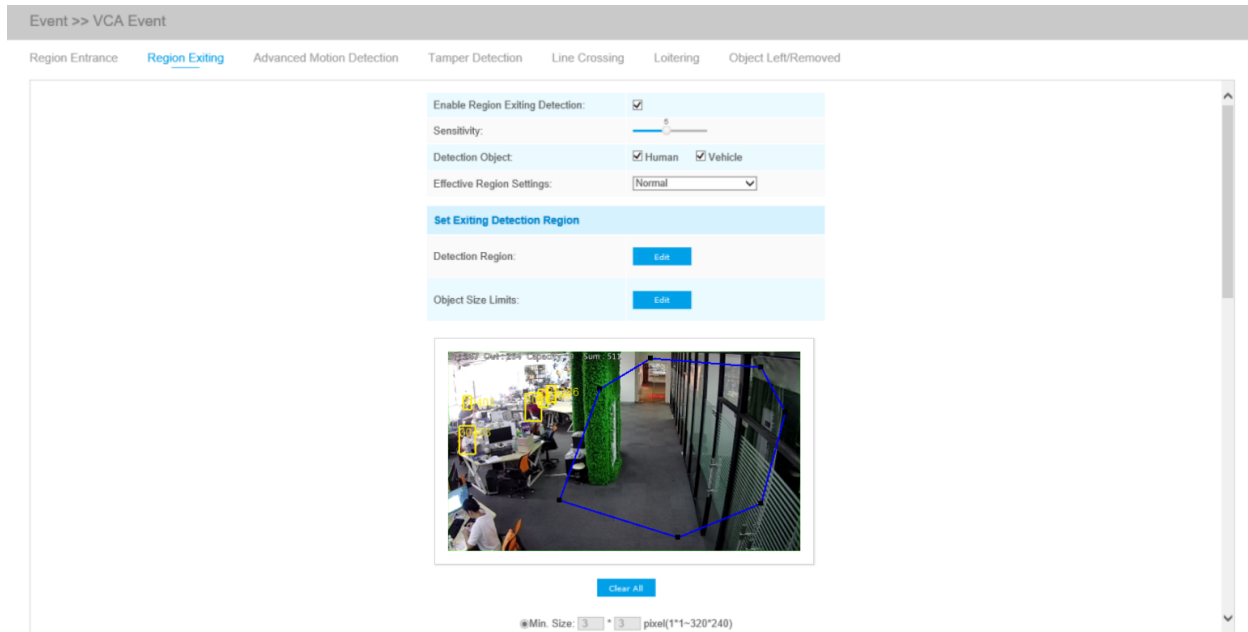 Event >> VCA Event
Region Entrance Region Exiting Advanced Motion Detection Tamper Detection Line Crossing Loitering Object Left/Removed
Enable Region Exiting Detection:
Sensitivity: 5
Detection Object: Human Vehicle
Effective Region Settings: Normal
Set Exiting Detection Region
Detection Region: Edit
Object Size Limits: Edit
Sum : 511
Clear All
Min. Size: 3 * 3 pixel(1*1~320*240)